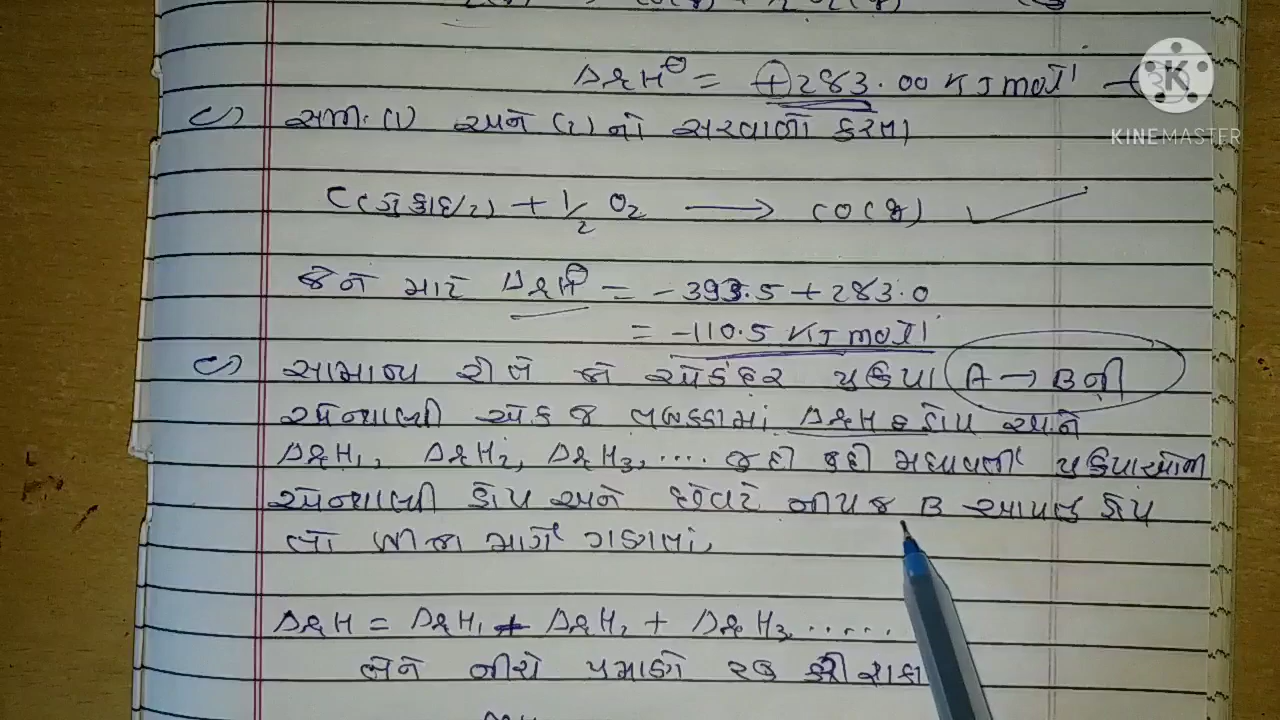 ΔrH⊖ = +283.00 KJ mol⁻¹
KINEMASTER
સમી.(1) અને (2) નો સરવાળો કરતાં
C(ગ્રેફાઇટ) + 1/2 O2 ⟶ CO(g)
જેને માટે ΔrH⊖ = -393.5 + 283.0
= -110.5 KJ mol⁻¹
સામાન્ય રીતે જો એકંદર પ્રક્રિયા A → B ની
એન્થાલ્પી એક જ તબક્કામાં ΔrH હોય અને
ΔrH1, ΔrH2, ΔrH3, .... જુદી જુદી મધ્યવર્તી પ્રક્રિયાઓની
એન્થાલ્પી હોય અને છેવટે નીપજ B આપતું હોય
તો બીજા માર્ગે ગણતાં,
ΔrH = ΔrH1 + ΔrH2 + ΔrH3 .....
તેને નીચે પ્રમાણે રજૂ કરી શકા